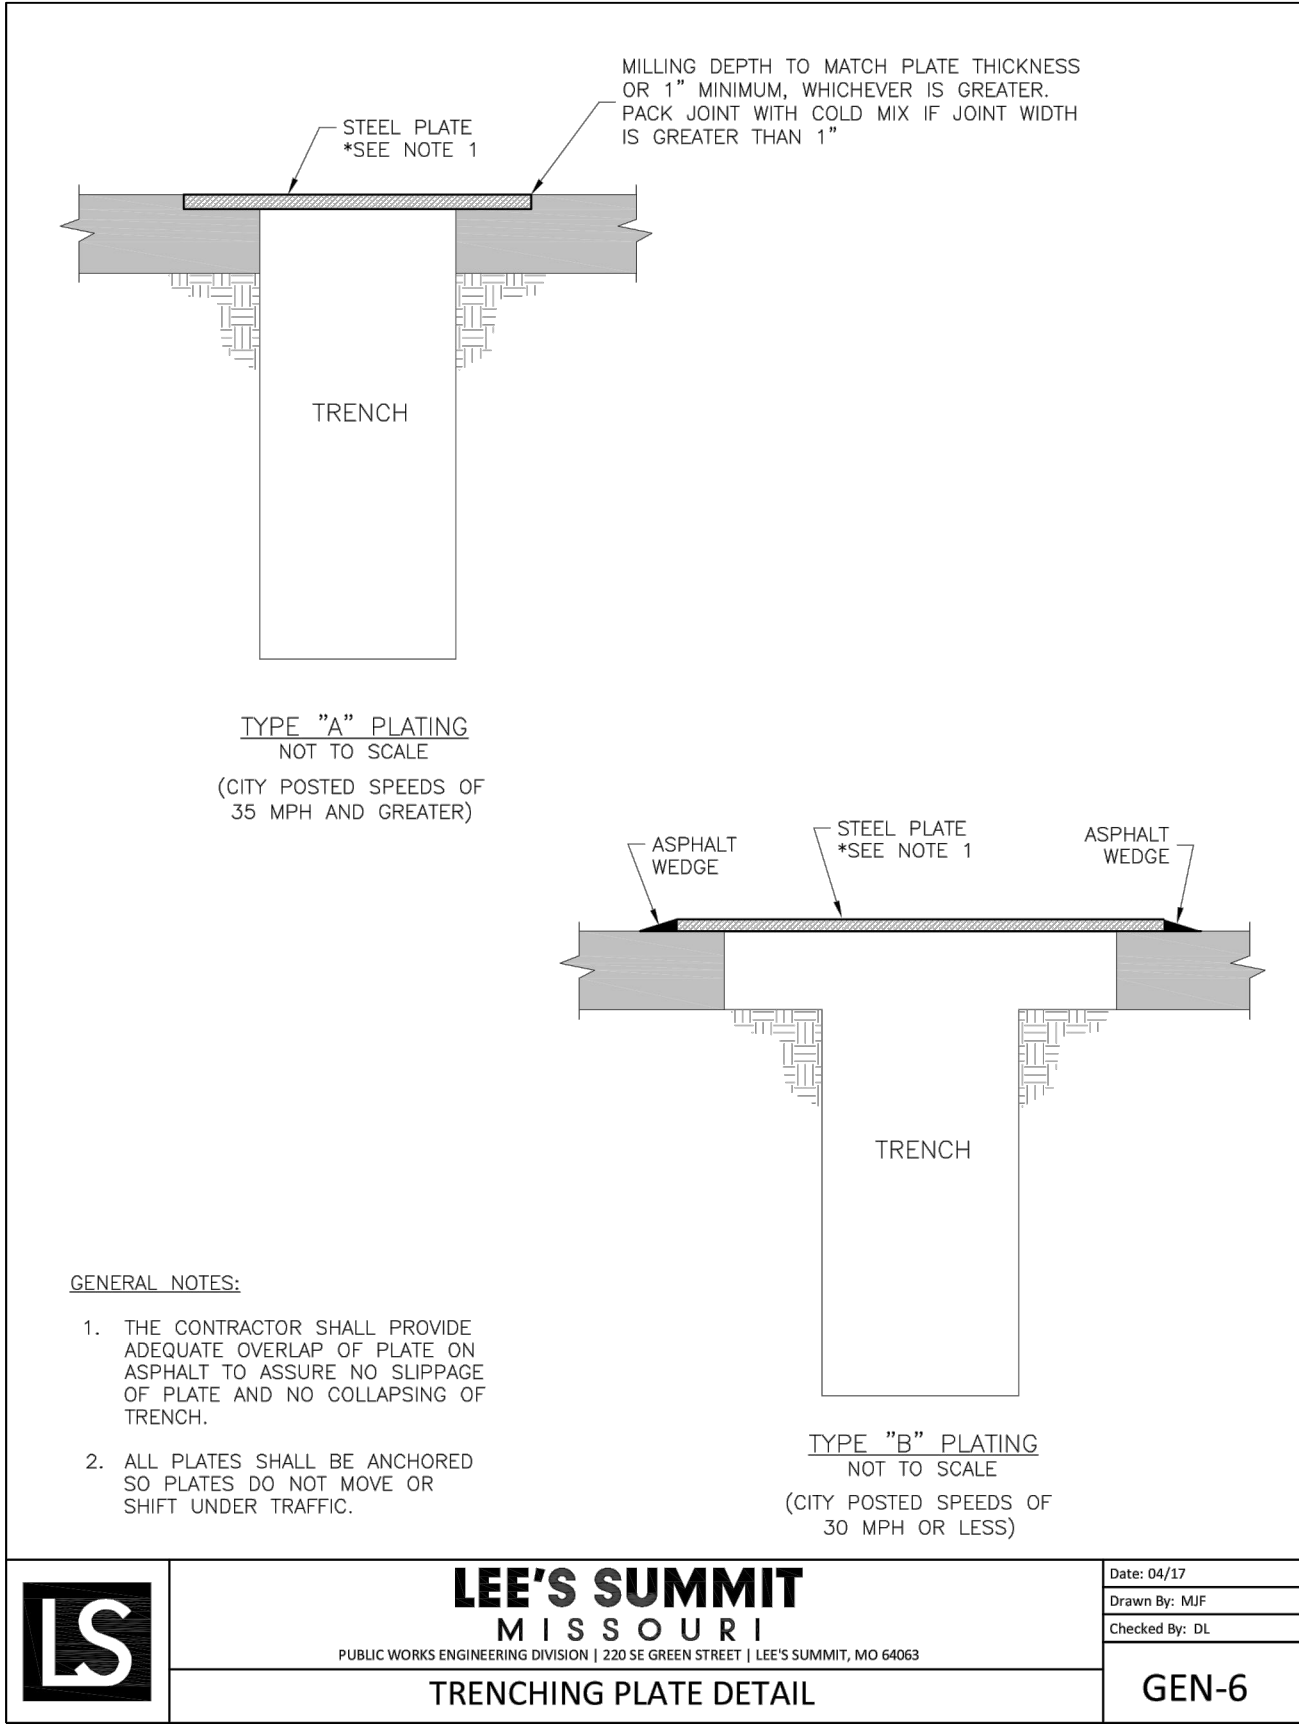 MILLING DEPTH TO MATCH PLATE THICKNESS
OR 1" MINIMUM, WHICHEVER IS GREATER.
PACK JOINT WITH COLD MIX IF JOINT WIDTH
IS GREATER THAN 1"
STEEL PLATE
*SEE NOTE 1
TRENCH
TYPE "A" PLATING
NOT TO SCALE
(CITY POSTED SPEEDS OF
35 MPH AND GREATER)
ASPHALT
WEDGE
STEEL PLATE
*SEE NOTE 1
ASPHALT
WEDGE
TRENCH
TYPE "B" PLATING
NOT TO SCALE
(CITY POSTED SPEEDS OF
30 MPH OR LESS)
GENERAL NOTES:
1. THE CONTRACTOR SHALL PROVIDE
ADEQUATE OVERLAP OF PLATE ON
ASPHALT TO ASSURE NO SLIPPAGE
OF PLATE AND NO COLLAPSING OF
TRENCH.
2. ALL PLATES SHALL BE ANCHORED
SO PLATES DO NOT MOVE OR
SHIFT UNDER TRAFFIC.
LS
LEE'S SUMMIT
MISSOURI
PUBLIC WORKS ENGINEERING DIVISION | 220 SE GREEN STREET | LEE'S SUMMIT, MO 64063
TRENCHING PLATE DETAIL
Date: 04/17
Drawn By: MJF
Checked By: DL
GEN-6